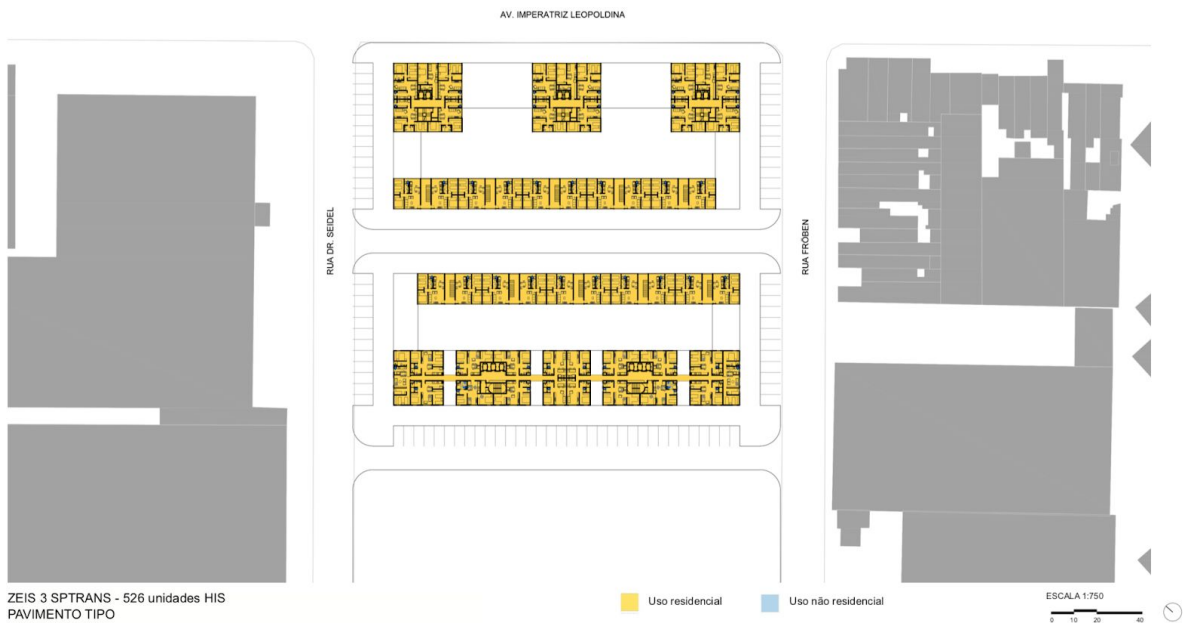 AV. IMPERATRIZ LEOPOLDINA
RUA DR. SEIDEL
RUA FRÖBEN
ZEIS 3 SPTRANS - 526 unidades HIS
PAVIMENTO TIPO
Uso residencial
Uso não residencial
ESCALA 1:750
0 10 20 40